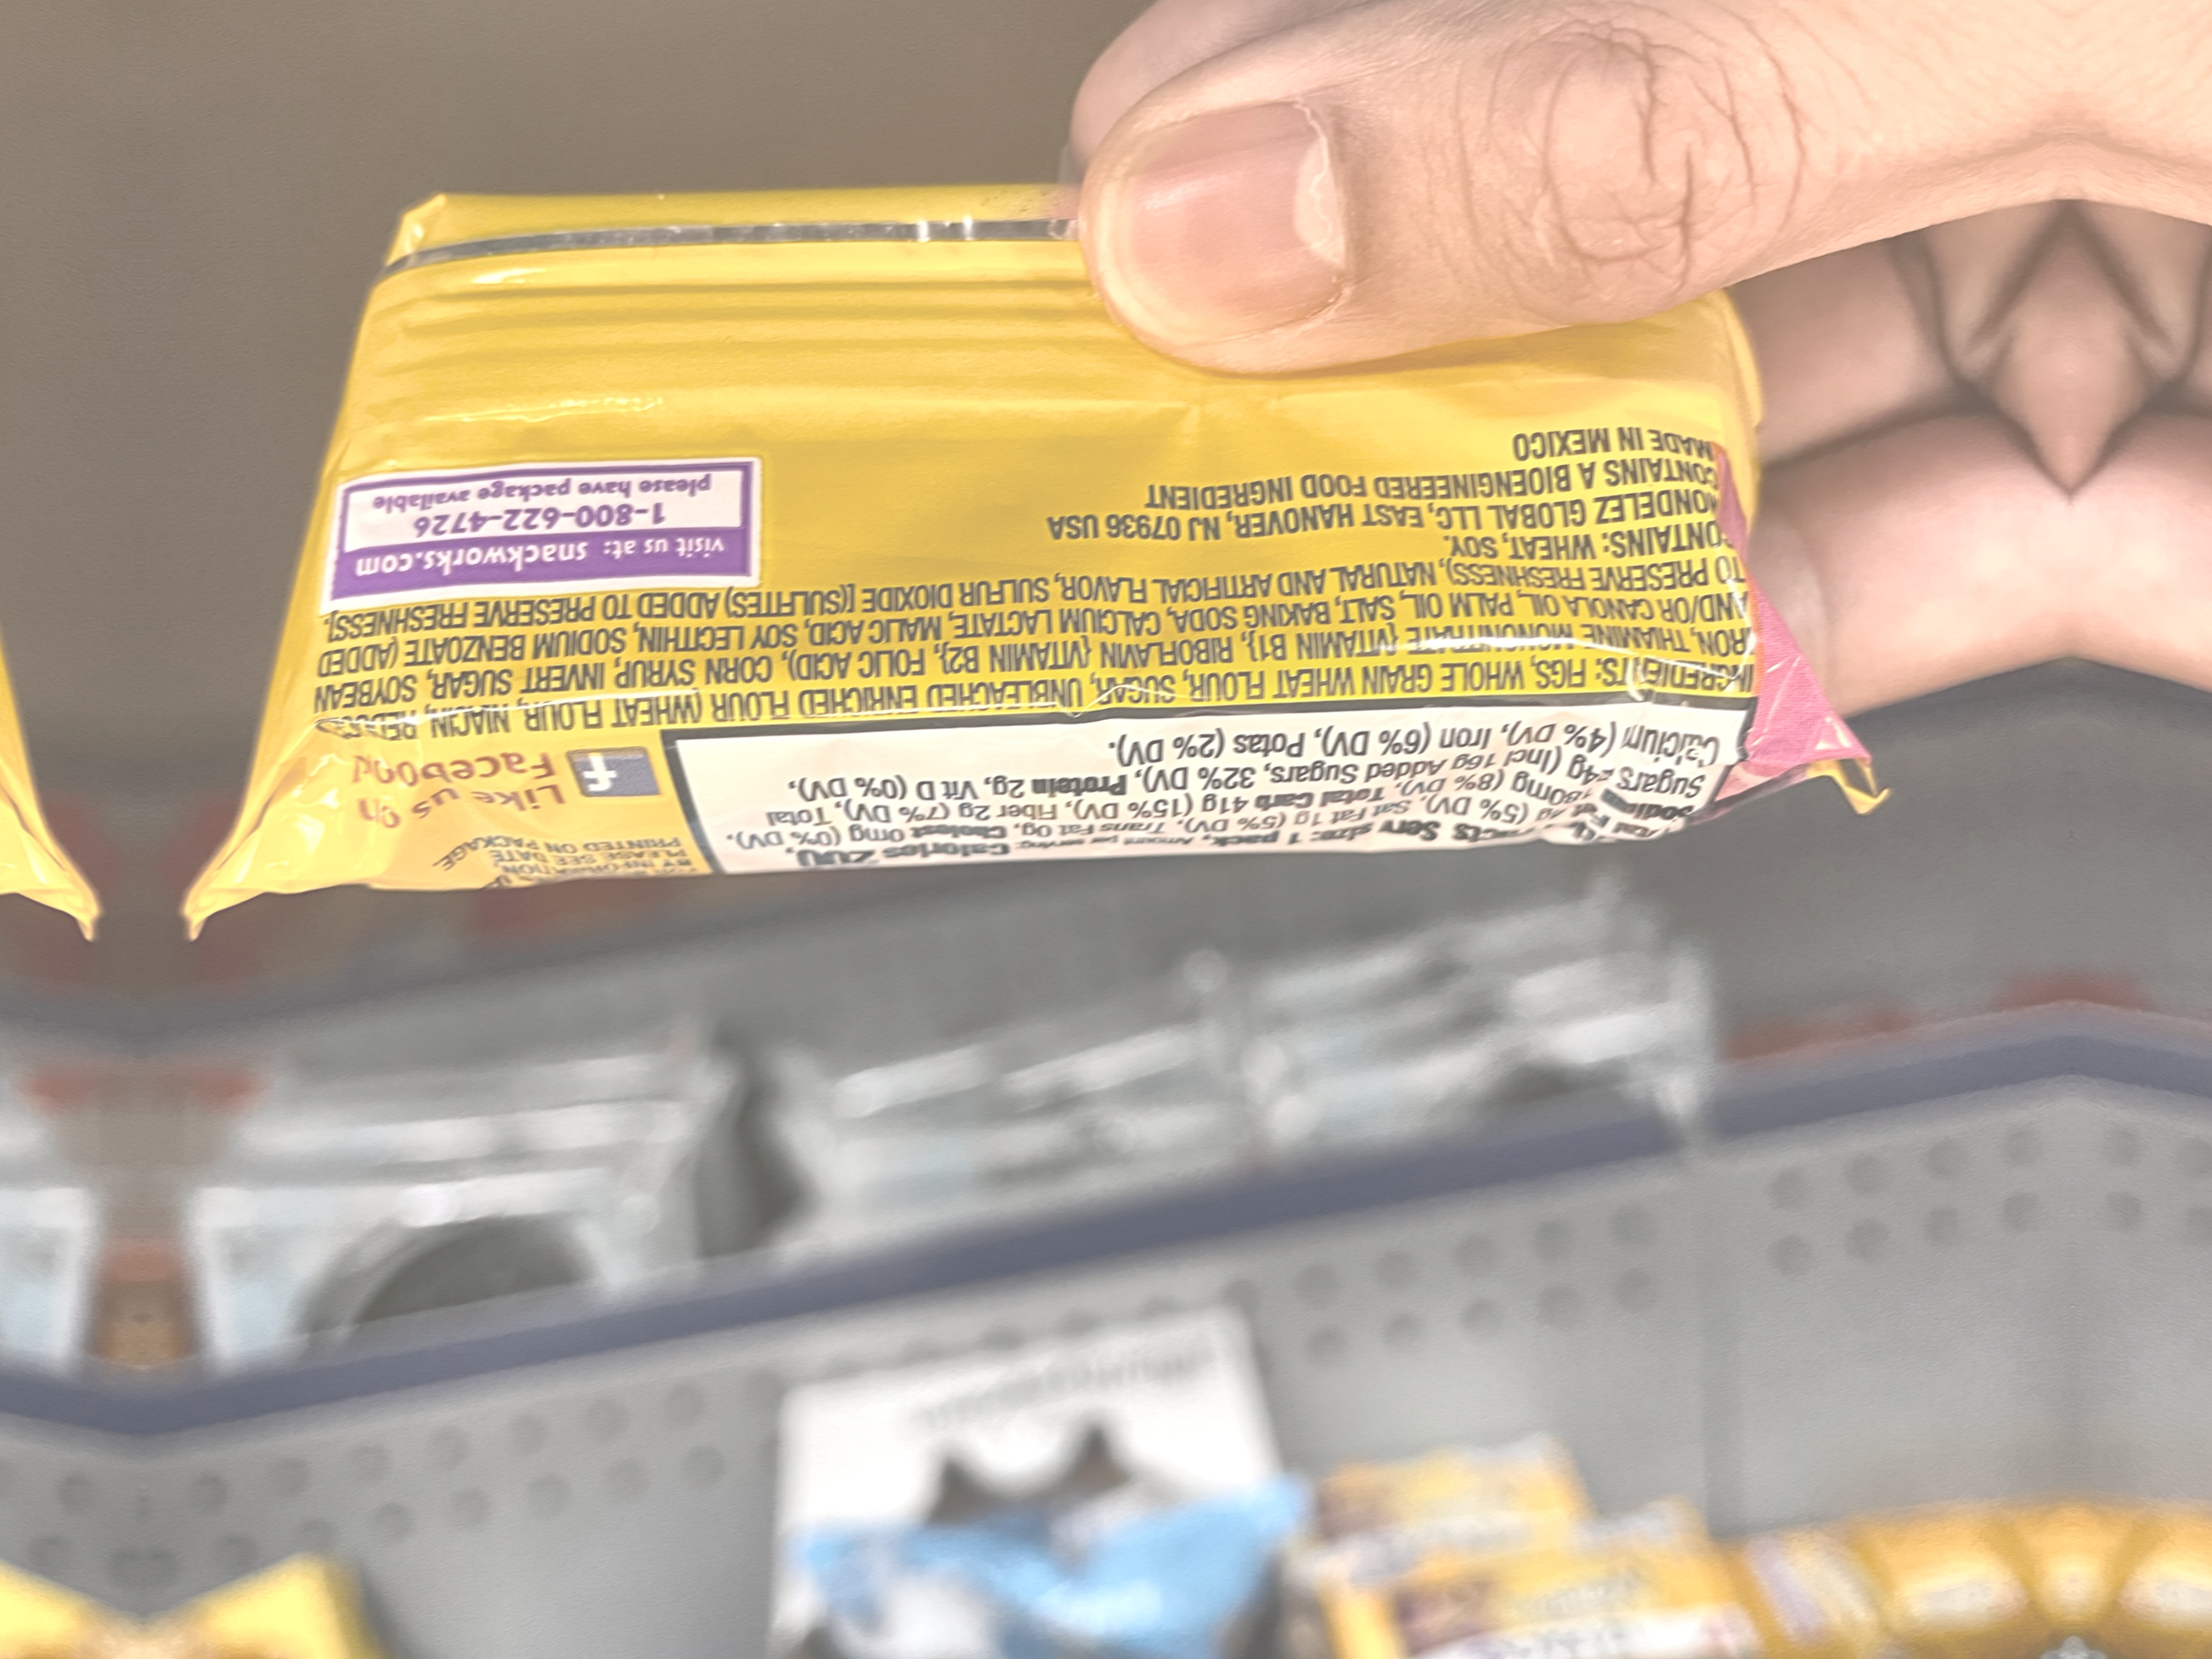 PRINTED ON PACKAGE.
PLEASE SEE DATE
Like us on
Facebook
size: 1 pack, Amount per serving: Calories 200,
(5% DV), Sat Fat 1g (5% DV), Trans Fat 0g, Cholest 0mg (0% DV),
180mg (8% DV), Total Carb 41g (15% DV), Fiber 2g (7% DV), Total
Sugars 24g (Incl 16g Added Sugars, 32% DV), Protein 2g, Vit D (0% DV),
Calcium (4% DV), Iron (6% DV), Potas (2% DV).
INGREDIENTS: FIGS, WHOLE GRAIN WHEAT FLOUR, SUGAR, UNBLEACHED ENRICHED FLOUR (WHEAT FLOUR, NIACIN, REDUCED
IRON, THIAMINE MONONITRATE {VITAMIN B1}, RIBOFLAVIN {VITAMIN B2}, FOLIC ACID), CORN SYRUP, INVERT SUGAR, SOYBEAN
AND/OR CANOLA OIL, PALM OIL, SALT, BAKING SODA, CALCIUM LACTATE, MALIC ACID, SOY LECITHIN, SODIUM BENZOATE (ADDED
TO PRESERVE FRESHNESS), NATURAL AND ARTIFICIAL FLAVOR, SULFUR DIOXIDE [(SULFITES) ADDED TO PRESERVE FRESHNESS].
CONTAINS: WHEAT, SOY.
MONDELEZ GLOBAL LLC, EAST HANOVER, NJ 07936 USA
CONTAINS A BIOENGINEERED FOOD INGREDIENT
MADE IN MEXICO
visit us at: snackworks.com
1-800-622-4726
please have package available